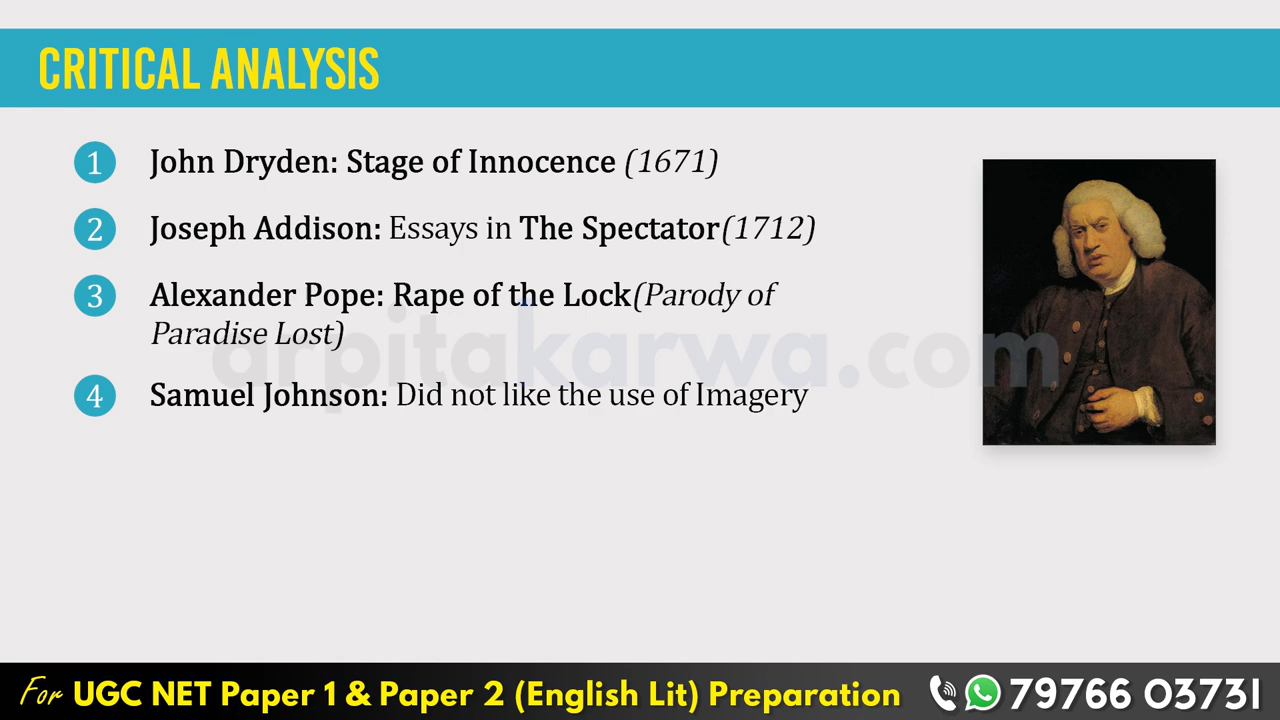 CRITICAL ANALYSIS
1 John Dryden: Stage of Innocence (1671)
2 Joseph Addison: Essays in The Spectator(1712)
3 Alexander Pope: Rape of the Lock(Parody of
Paradise Lost)
arpitakarwa.com
4 Samuel Johnson: Did not like the use of Imagery
For UGC NET Paper 1 & Paper 2 (English Lit) Preparation 79766 03731